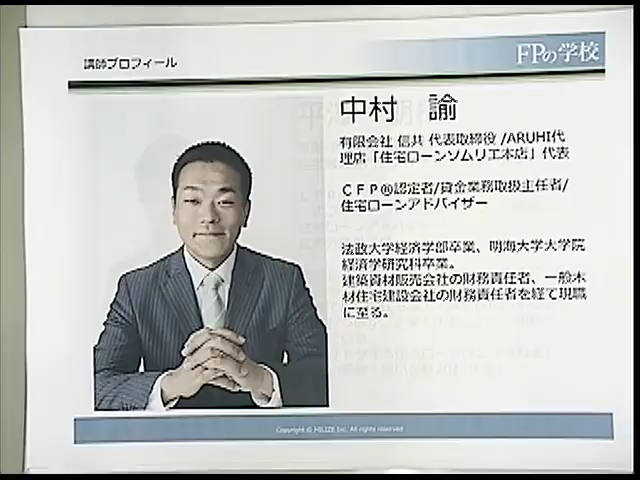 講師プロフィール
FPの学校
中村 諭
有限会社 信共 代表取締役 /ARUHI代
理店「住宅ローンソムリエ本店」代表
CFP®認定者/貸金業務取扱主任者/
住宅ローンアドバイザー
法政大学経済学部卒業、明海大学大学院
経済学研究科卒業。
建築資材販売会社の財務責任者、一般木
材住宅建設会社の財務責任者を経て現職
に至る。
Copyright © MILIZE Inc. All rights reserved